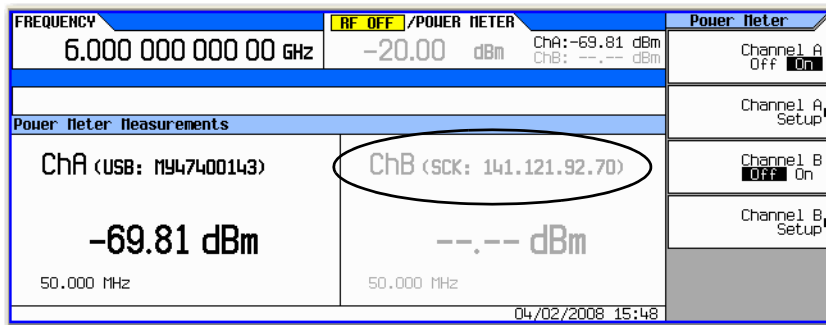 FREQUENCY
6.000 000 000 00 GHz
RF OFF /POWER METER
-20.00 dBm
ChA:-69.81 dBm
ChB: --.-- dBm
Power Meter
Channel A
Off On
Channel A
Setup
Channel B
Off On
Channel B
Setup
Power Meter Measurements
ChA (USB: MY47400143)
-69.81 dBm
50.000 MHz
ChB (SCK: 141.121.92.70)
--.-- dBm
50.000 MHz
04/02/2008 15:48